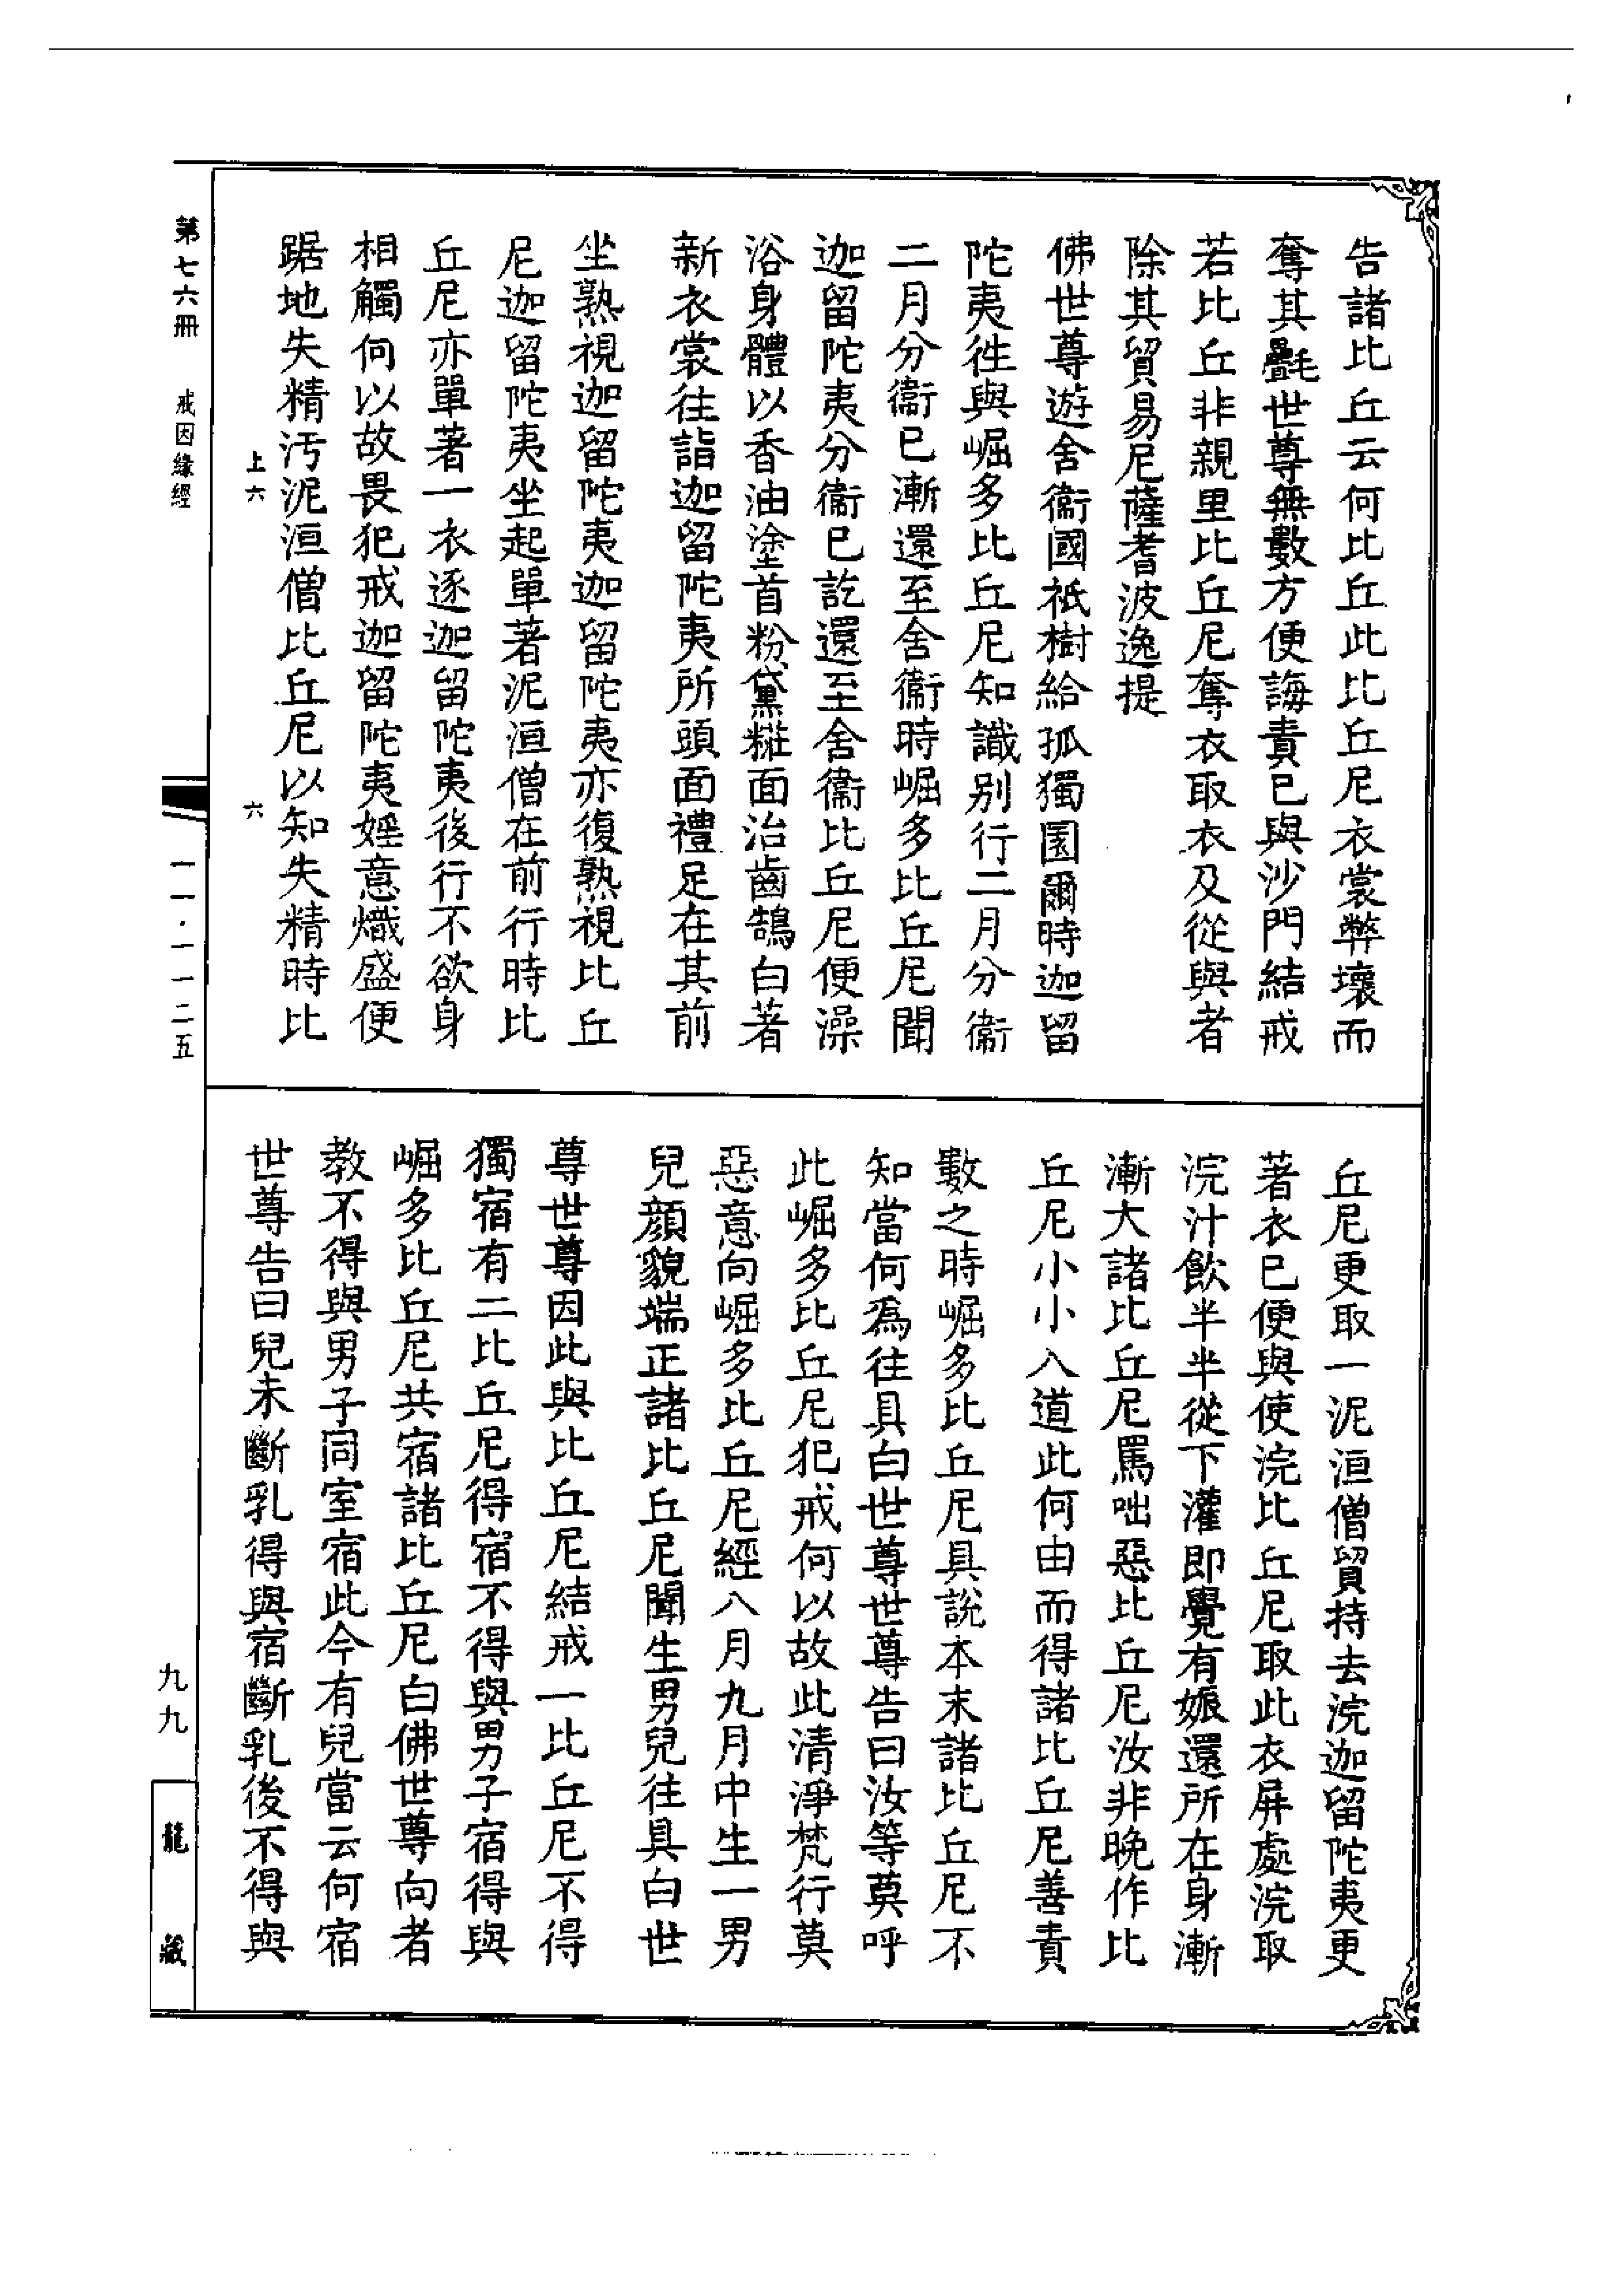 告諸比丘云何比丘此比丘尼衣裳弊壞而
奪其㲲世尊無數方便誨責已與沙門結戒
若比丘非親里比丘尼奪衣取衣及從與者
除其貿易尼薩耆波逸提
佛世尊遊舍衞國祇樹給孤獨園爾時迦留
陀夷徃與崛多比丘尼知識别行二月分衞
二月分衞已漸還至舍衞時崛多比丘尼聞
迦留陀夷分衞已訖還至舍衞比丘尼便澡
浴身體以香油塗首粉黛糚面治齒鵠白著
新衣裳往詣迦留陀夷所頭面禮足在其前
坐熟視迦留陀夷迦留陀夷亦復熟視比丘
尼迦留陀夷坐起單著泥洹僧在前行時比
丘尼亦單著一衣逐迦留陀夷後行不欲身
相觸何以故畏犯戒迦留陀夷婬意熾盛便
踞地失精汚泥洹僧比丘尼以知失精時比
上六
六
丘尼更取一泥洹僧貿持去浣迦留陀夷更
著衣已便與使浣比丘尼取此衣屏處浣取
浣汁飲半半從下灌即覺有娠還所在身漸
漸大諸比丘尼罵咄惡比丘尼汝非晚作比
丘尼小小入道此何由而得諸比丘尼善責
數之時崛多比丘尼具說本末諸比丘尼不
知當何爲往具白世尊世尊告曰汝等莫呼
此崛多比丘尼犯戒何以故此清淨梵行莫
惡意向崛多比丘尼經八月九月中生一男
兒顔貌端正諸比丘尼聞生男兒往具白世
尊世尊因此與比丘尼結戒一比丘尼不得
獨宿有二比丘尼得宿不得與男子宿得與
崛多比丘尼共宿諸比丘尼白佛世尊向者
教不得與男子同室宿此今有兒當云何宿
世尊告曰兒未斷乳得與宿斷乳後不得與
第七六冊
戒因緣經
一一·一一二五
九九
龍藏